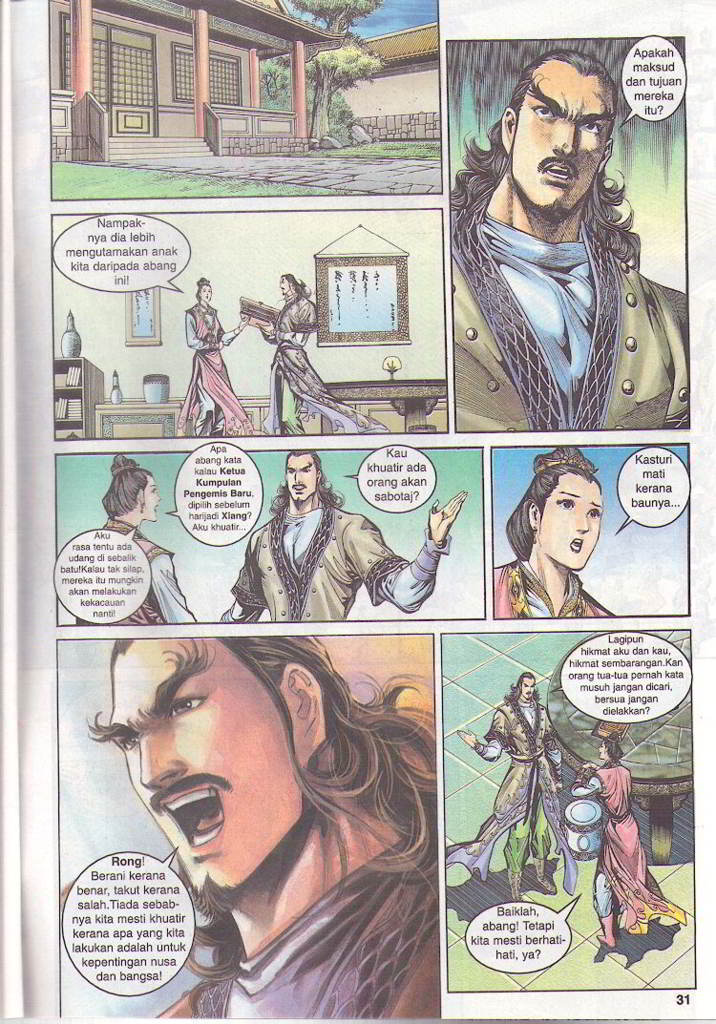 Nampak-
nya dia lebih
mengutamakan anak
kita daripada abang
ini!
Apakah
maksud
dan tujuan
mereka
itu?
Apa
abang kata
kalau Ketua
Kumpulan
Pengemis Baru,
dipilih sebelum
harijadi Xiang?
Aku khuatir...
Aku
rasa tentu ada
udang di sebalik
batu!Kalau tak silap,
mereka itu mungkin
akan melakukan
kekacauan
nanti!
Kau
khuatir ada
orang akan
sabotaj?
Kasturi
mati
kerana
baunya...
Rong!
Berani kerana
benar, takut kerana
salah.Tiada sebab-
nya kita mesti khuatir
kerana apa yang kita
lakukan adalah untuk
kepentingan nusa
dan bangsa!
Lagipun
hikmat aku dan kau,
hikmat sembarangan.Kan
orang tua-tua pernah kata
musuh jangan dicari,
bersua jangan
dielakkan?
Baiklah,
abang! Tetapi
kita mesti berhati-
hati, ya?
31